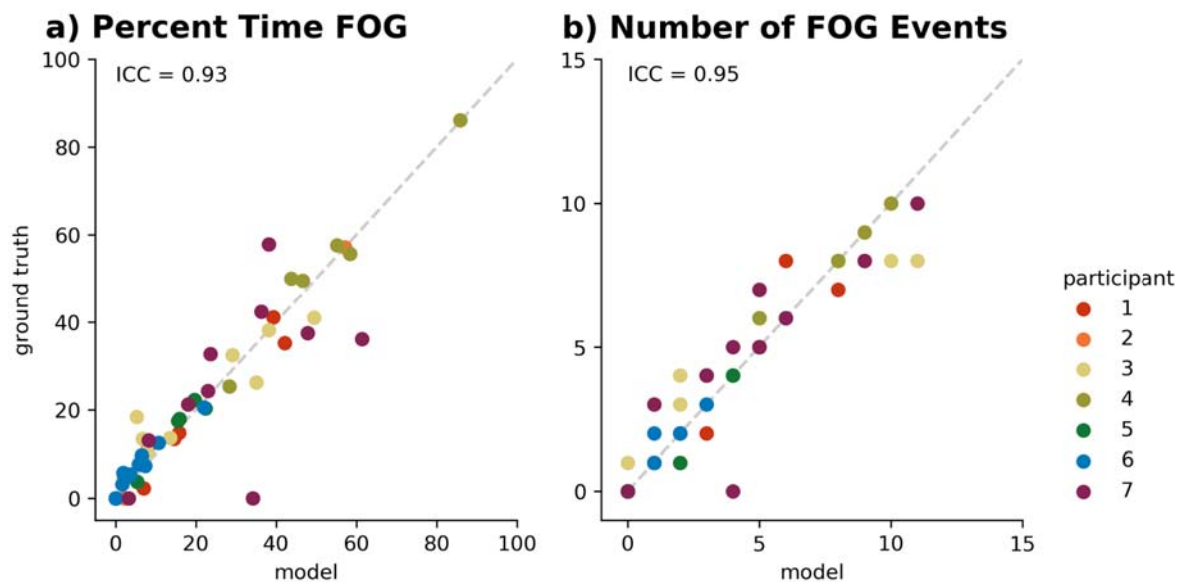 a) Percent Time FOG
ICC = 0.93
100
80
60
40
20
0
ground truth
0 20 40 60 80 100
model
b) Number of FOG Events
ICC = 0.95
15
10
5
0
0 5 10 15
model
participant
1
2
3
4
5
6
7